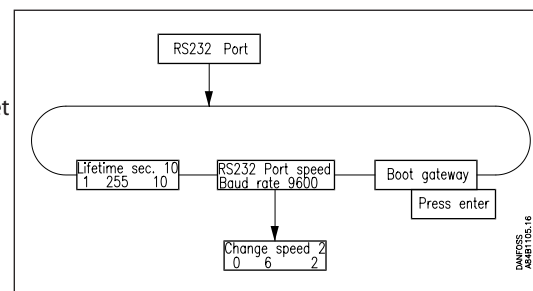 RS232 Port
et
Lifetime sec. 10
1 255 10
RS232 Port speed
Baud rate 9600
Boot gateway
Press enter
Change speed 2
0 6 2
DANFOSS
A84B1105.16